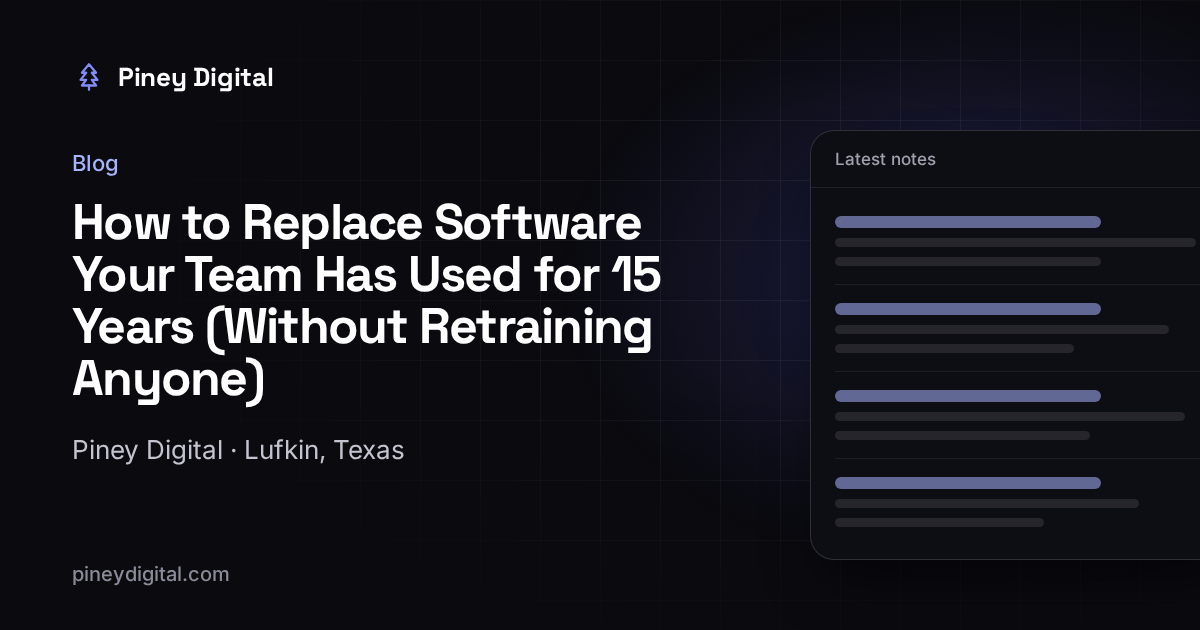 Piney Digital
Blog
How to Replace Software
Your Team Has Used for 15
Years (Without Retraining
Anyone)
Piney Digital · Lufkin, Texas
pineydigital.com
Latest notes